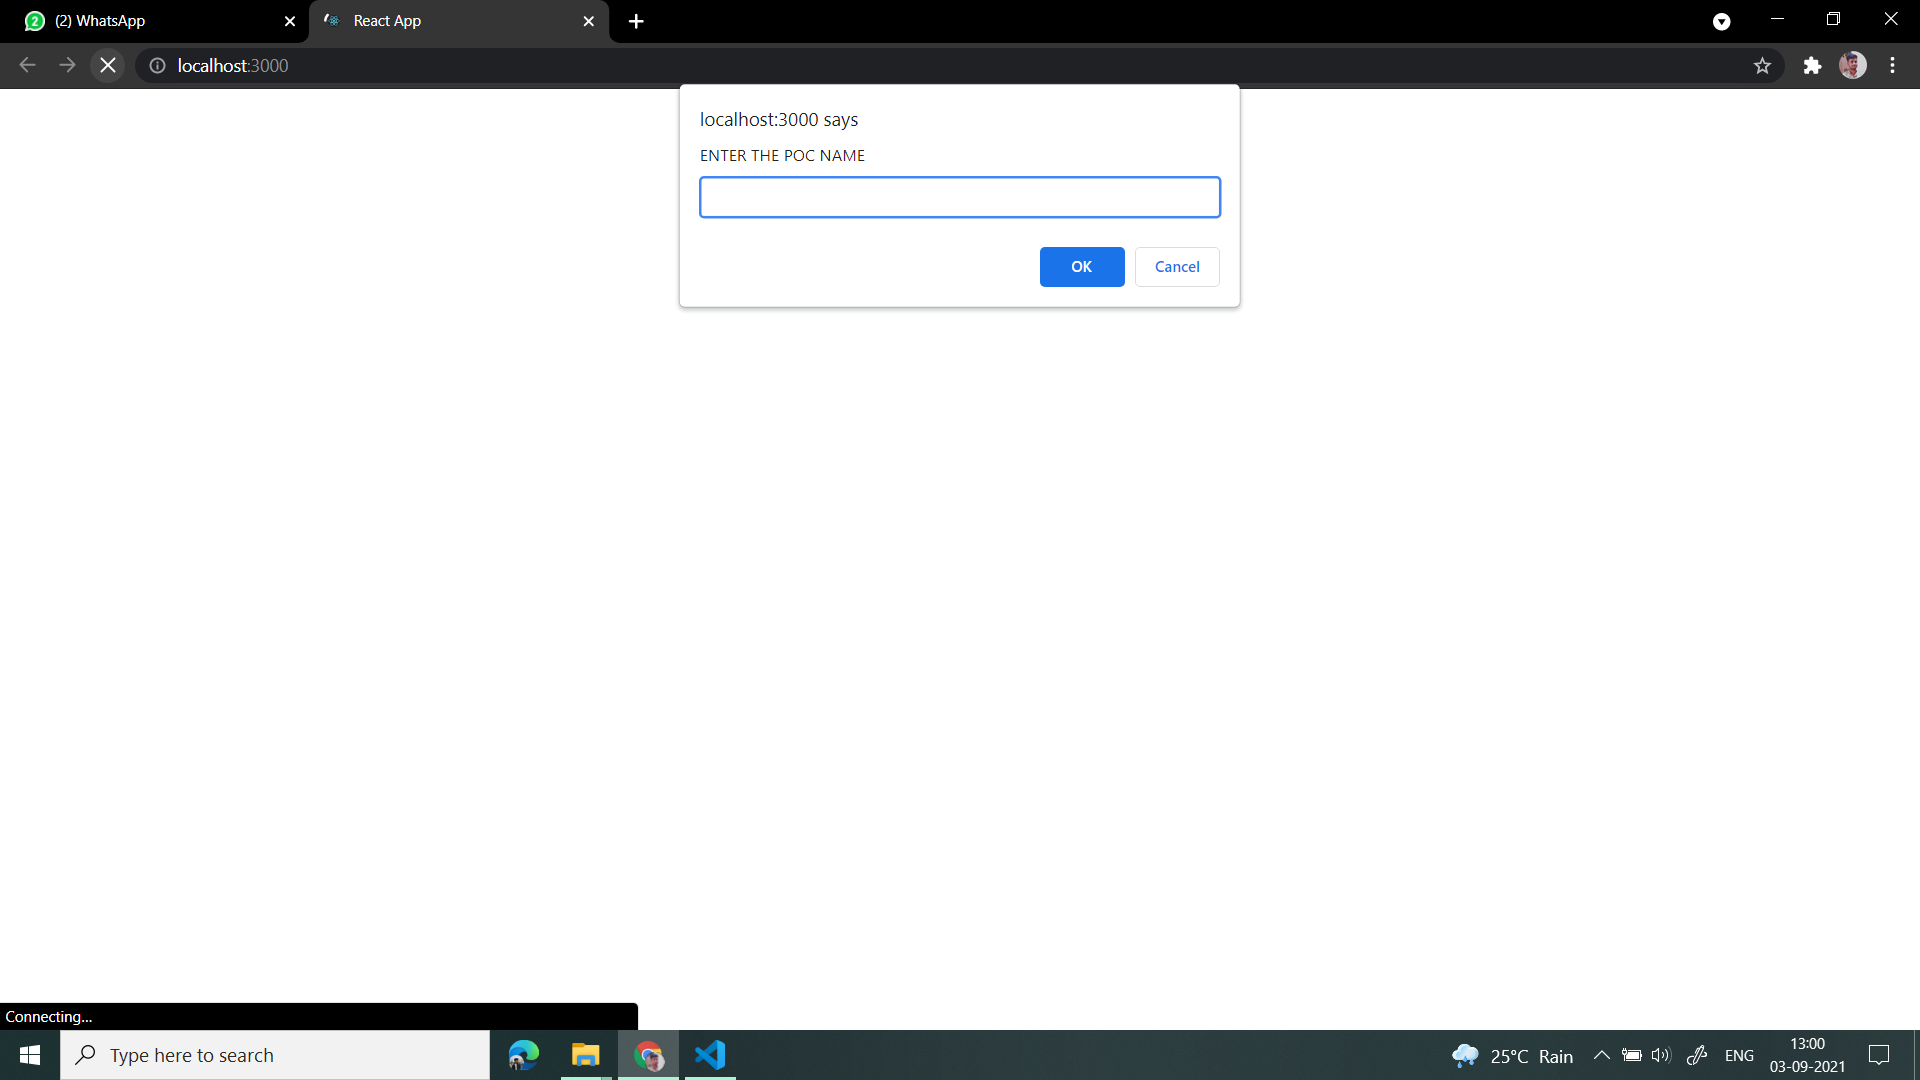 2 (2) WhatsApp
React App
localhost:3000
localhost:3000 says
ENTER THE POC NAME
OK
Cancel
Connecting...
Type here to search
25°C Rain
ENG
13:00
03-09-2021